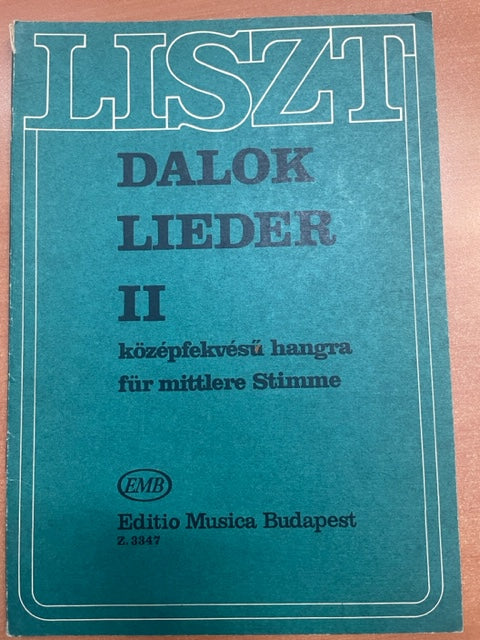 LISZT
DALOK
LIEDER
II
középfekvésű hangra
für mittlere Stimme
EMB
Editio Musica Budapest
Z. 3347